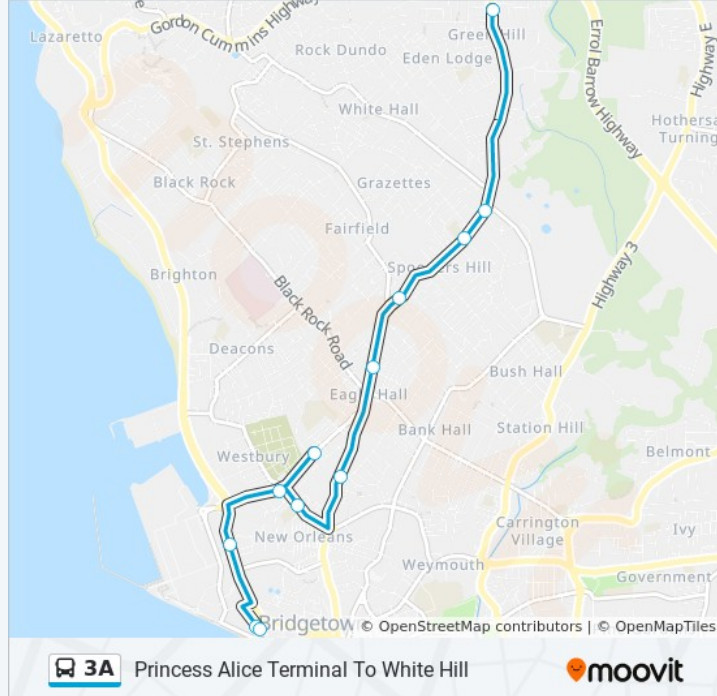 Lazaretto
Gordon Cummins Highway
Rock Dundo
Green Hill
Eden Lodge
Errol Barrow Highway
Highway E
White Hall
Hothersa
Turning
St. Stephens
Black Rock
Grazettes
Fairfield
Brighton
Spooners Hill
Highway 3
Black Rock Road
Deacons
Bush Hall
Eagle Hall
Bank Hall
Station Hill
Westbury
Belmont
Carrington
Village
New Orleans
Ivy
Weymouth
Government
Bridgetow
© OpenStreetMap contributors | © OpenMapTiles
3A Princess Alice Terminal To White Hill
moovit